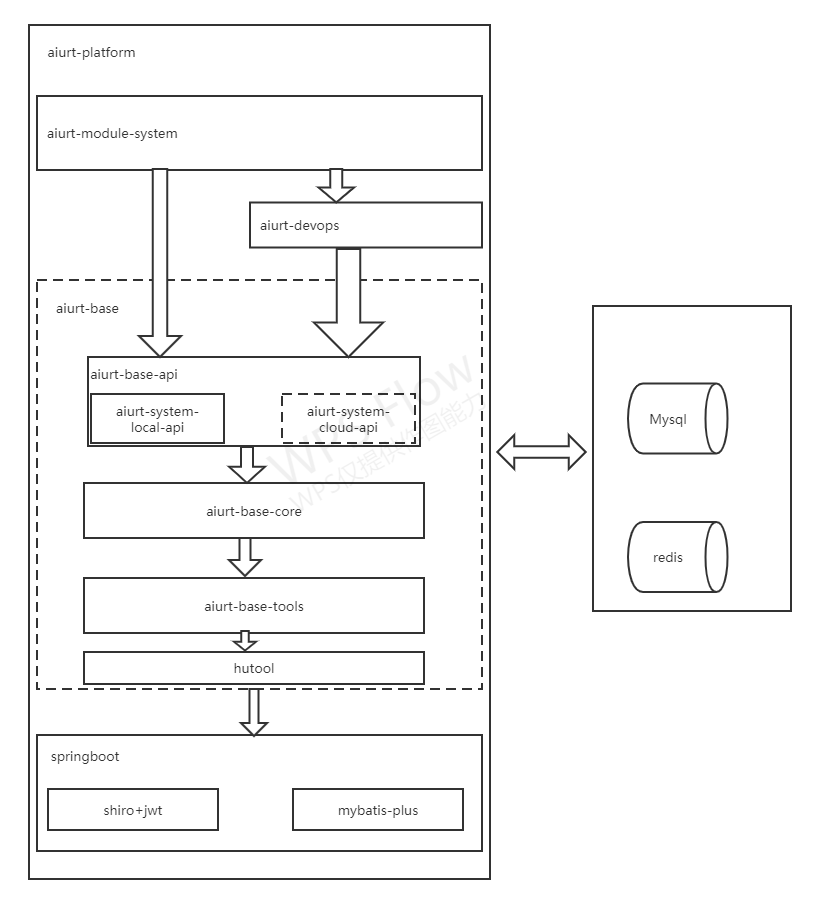 aiurt-platform
aiurt-module-system
aiurt-devops
aiurt-base
aiurt-base-api
aiurt-system-
local-api
aiurt-system-
cloud-api
aiurt-base-core
aiurt-base-tools
hutool
springboot
shiro+jwt
mybatis-plus
Mysql
redis
WPS Flow
WPS仅提供作图能力